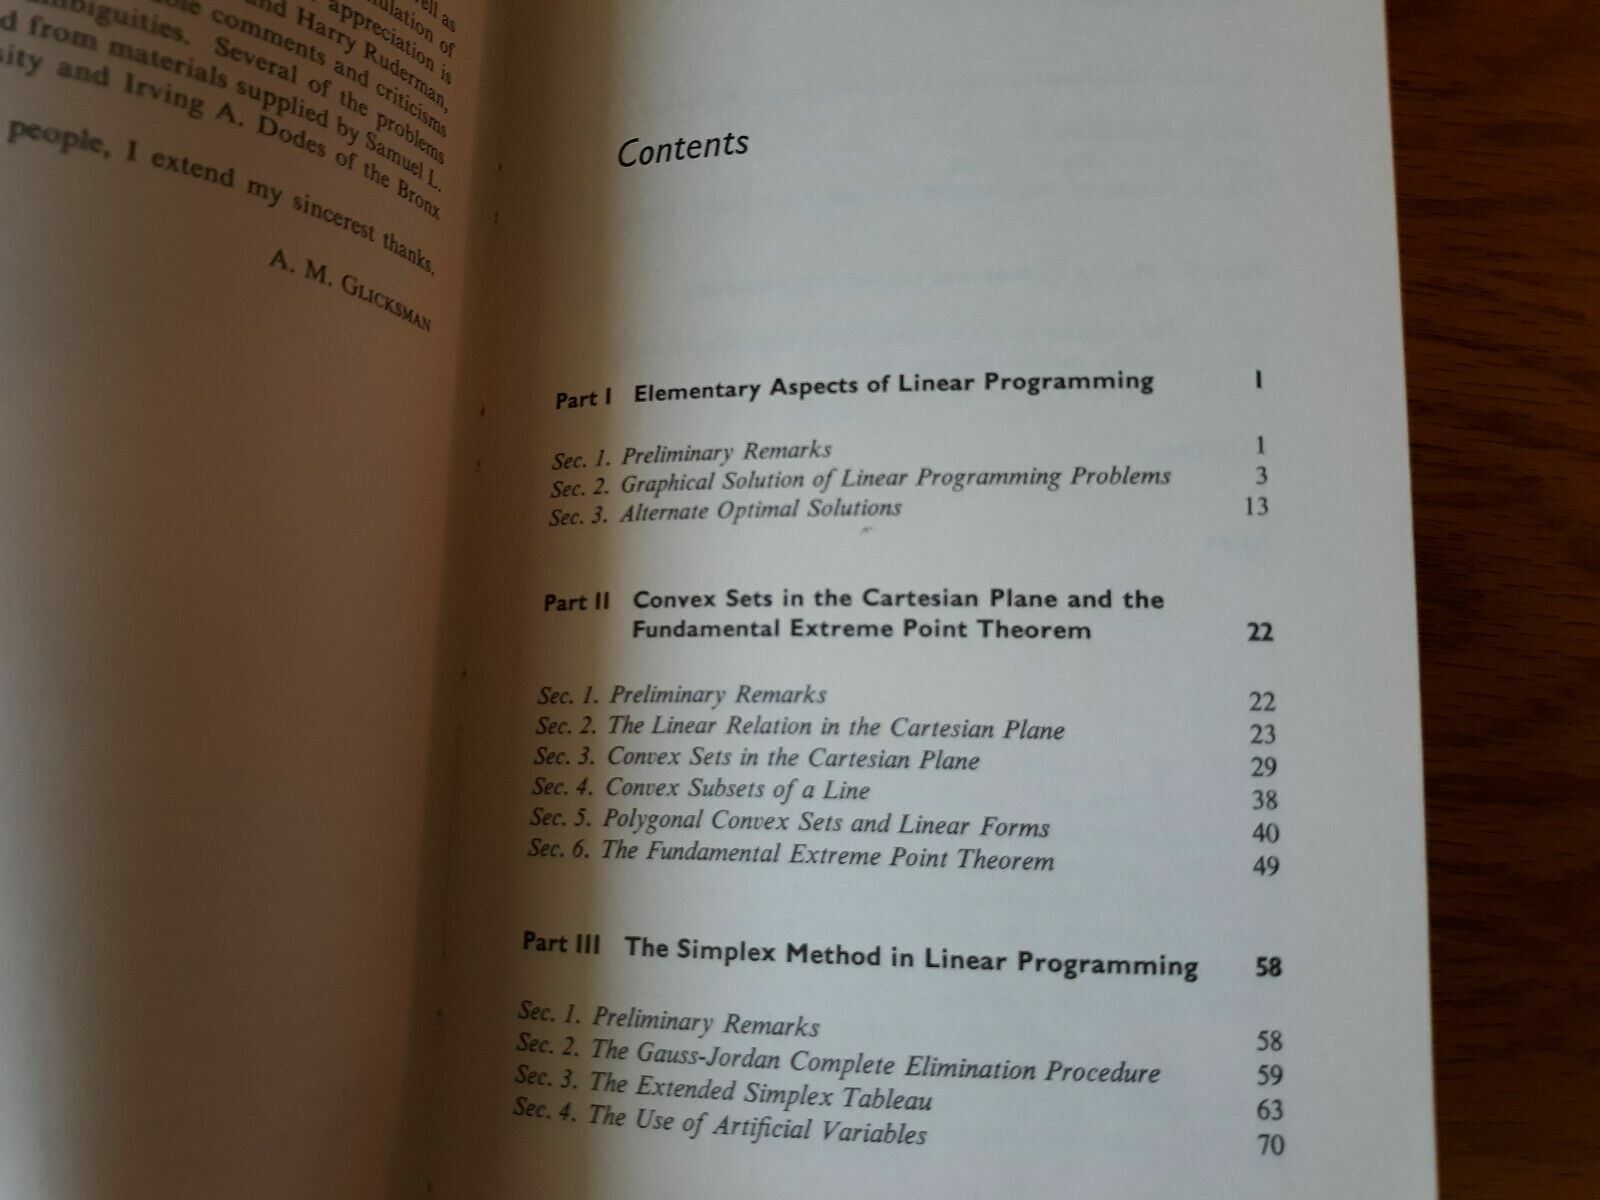 well as
mulation of
appreciation is
and Harry Ruderman,
comments and criticisms
ambiguities. Several of the problems
d from materials supplied by Samuel L.
sity and Irving A. Dodes of the Bronx
people, I extend my sincerest thanks.
A. M. GLICKSMAN
Contents
Part I Elementary Aspects of Linear Programming 1
Sec. 1. Preliminary Remarks 1
Sec. 2. Graphical Solution of Linear Programming Problems 3
Sec. 3. Alternate Optimal Solutions 13
Part II Convex Sets in the Cartesian Plane and the
Fundamental Extreme Point Theorem 22
Sec. 1. Preliminary Remarks 22
Sec. 2. The Linear Relation in the Cartesian Plane 23
Sec. 3. Convex Sets in the Cartesian Plane 29
Sec. 4. Convex Subsets of a Line 38
Sec. 5. Polygonal Convex Sets and Linear Forms 40
Sec. 6. The Fundamental Extreme Point Theorem 49
Part III The Simplex Method in Linear Programming 58
Sec. 1. Preliminary Remarks 58
Sec. 2. The Gauss-Jordan Complete Elimination Procedure 59
Sec. 3. The Extended Simplex Tableau 63
Sec. 4. The Use of Artificial Variables 70